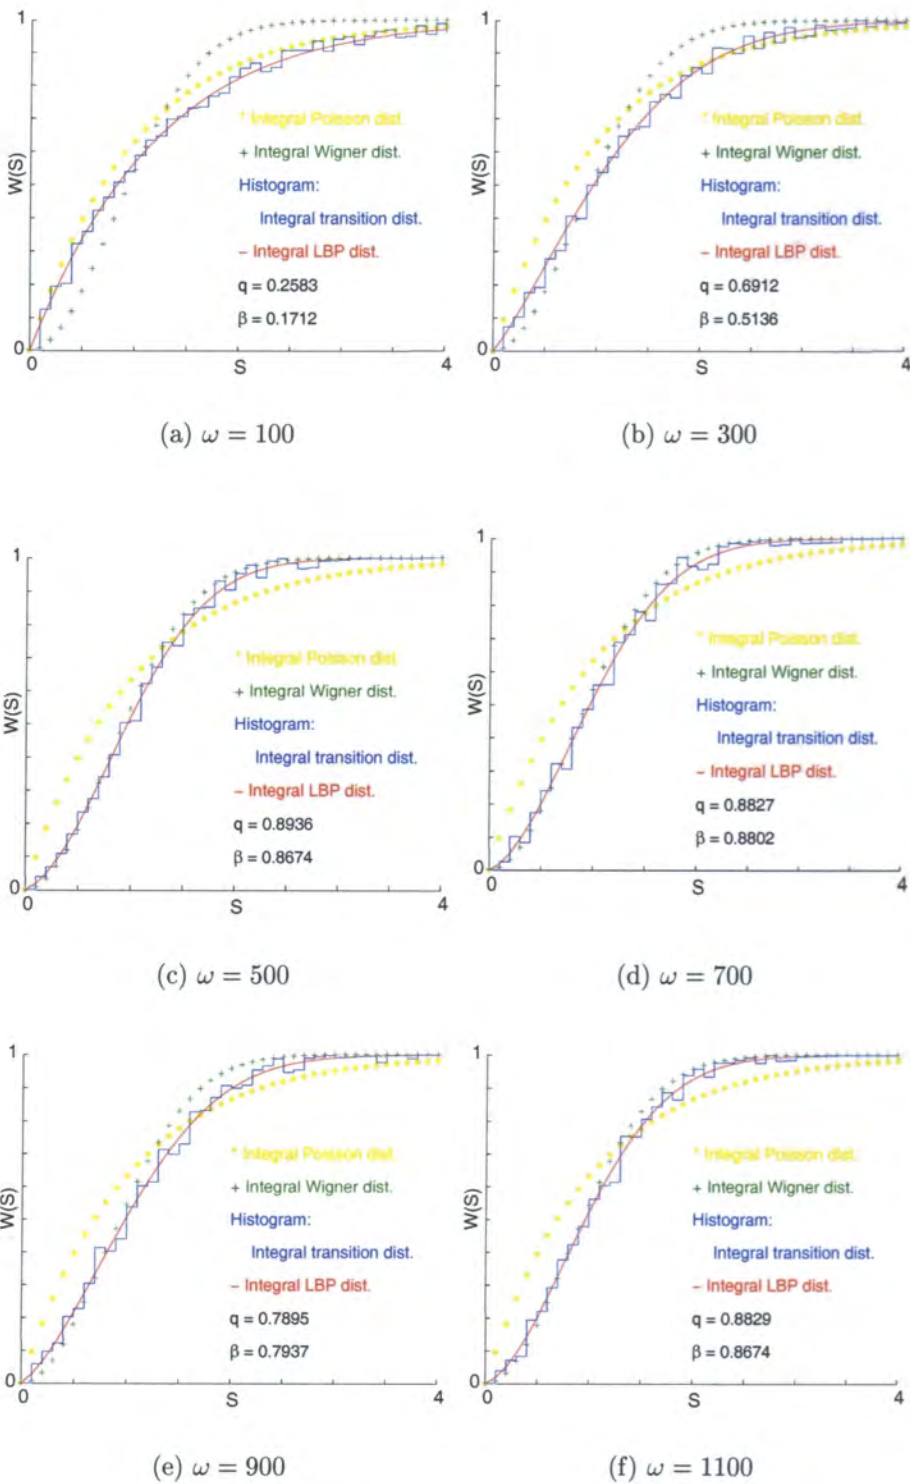 1
W(S)
* Integral Poisson dist.
+ Integral Wigner dist.
Histogram:
Integral transition dist.
– Integral LBP dist.
q = 0.2583
β = 0.1712
0
0
S
4
(a) ω = 100
1
W(S)
* Integral Poisson dist.
+ Integral Wigner dist.
Histogram:
Integral transition dist.
– Integral LBP dist.
q = 0.6912
β = 0.5136
0
0
S
4
(b) ω = 300
1
W(S)
* Integral Poisson dist.
+ Integral Wigner dist.
Histogram:
Integral transition dist.
– Integral LBP dist.
q = 0.8936
β = 0.8674
0
0
S
4
(c) ω = 500
1
W(S)
* Integral Poisson dist.
+ Integral Wigner dist.
Histogram:
Integral transition dist.
– Integral LBP dist.
q = 0.8827
β = 0.8802
0
0
S
4
(d) ω = 700
1
W(S)
* Integral Poisson dist.
+ Integral Wigner dist.
Histogram:
Integral transition dist.
– Integral LBP dist.
q = 0.7895
β = 0.7937
0
0
S
4
(e) ω = 900
1
W(S)
* Integral Poisson dist.
+ Integral Wigner dist.
Histogram:
Integral transition dist.
– Integral LBP dist.
q = 0.8829
β = 0.8674
0
0
S
4
(f) ω = 1100